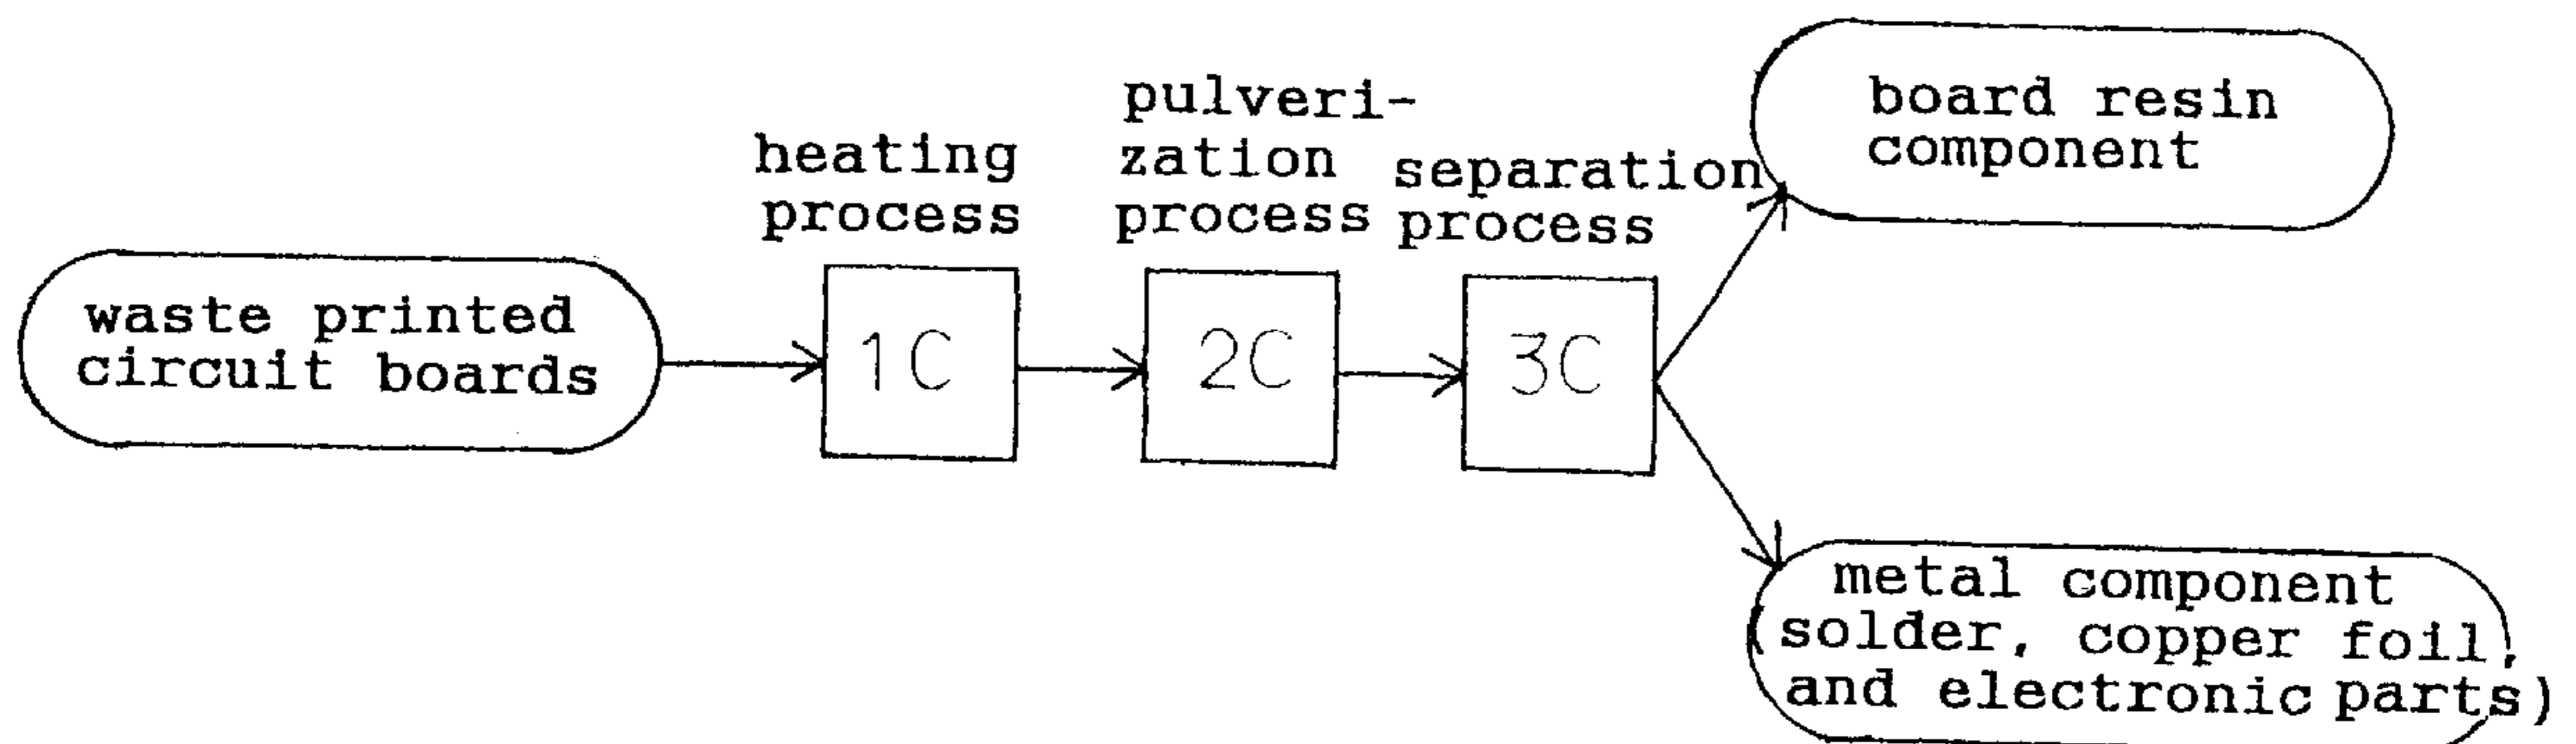 waste printed
circuit boards
heating
process
1C
pulveri-
zation
process
2C
separation
process
3C
board resin
component
metal component
(solder, copper foil,
and electronic parts)